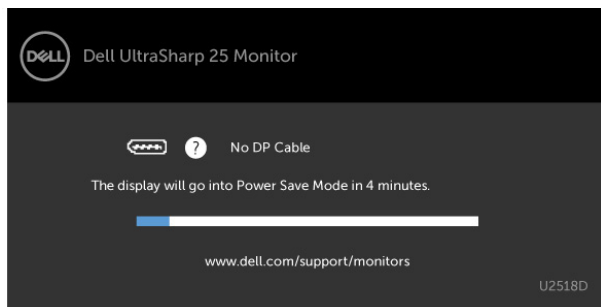 DELL
Dell UltraSharp 25 Monitor
? No DP Cable
The display will go into Power Save Mode in 4 minutes.
www.dell.com/support/monitors
U2518D